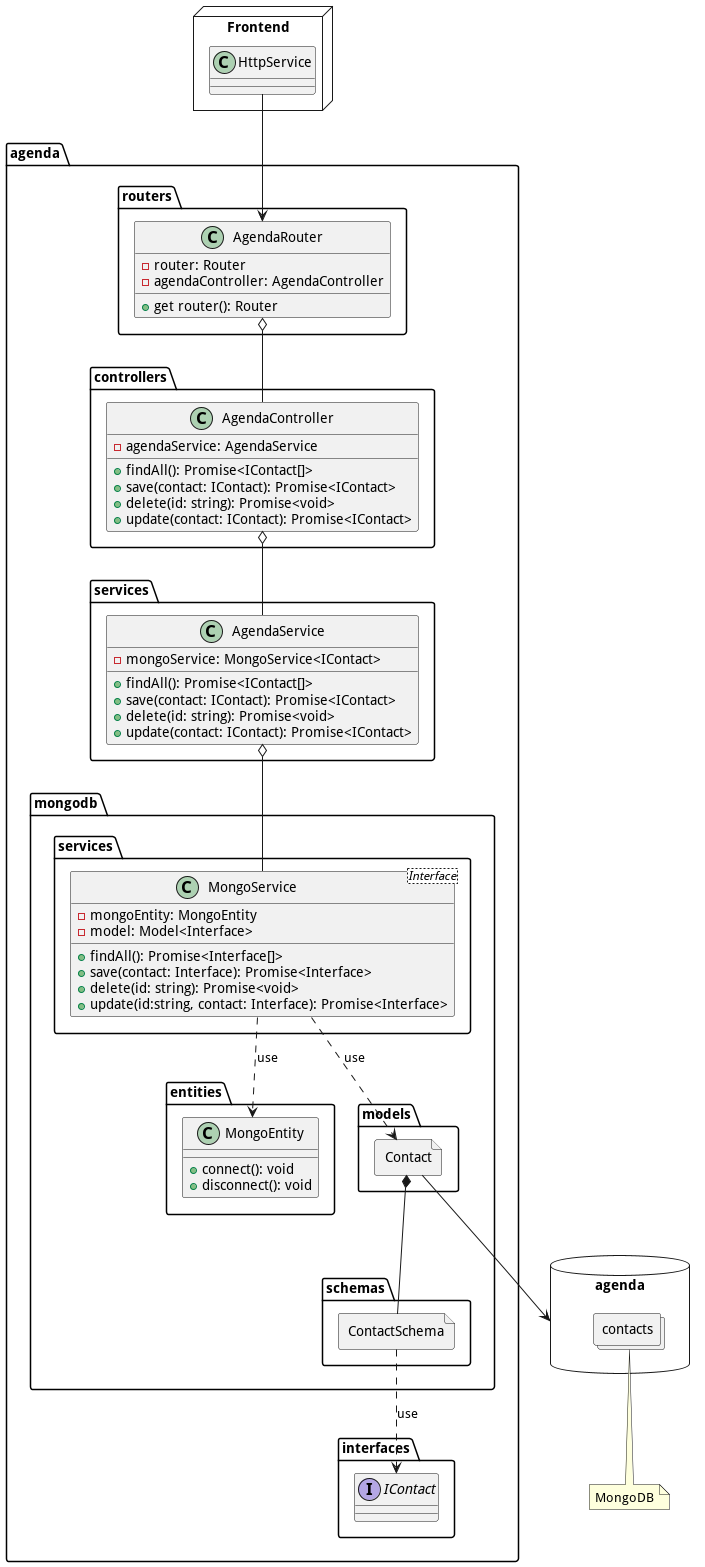 Frontend
C HttpService
agenda
routers
C AgendaRouter
router: Router
agendaController: AgendaController
get router(): Router
controllers
C AgendaController
agendaService: AgendaService
findAll(): Promise<IContact[]>
save(contact: IContact): Promise<IContact>
delete(id: string): Promise<void>
update(contact: IContact): Promise<IContact>
services
C AgendaService
mongoService: MongoService<IContact>
findAll(): Promise<IContact[]>
save(contact: IContact): Promise<IContact>
delete(id: string): Promise<void>
update(contact: IContact): Promise<IContact>
mongodb
services
C MongoService
Interface
mongoEntity: MongoEntity
model: Model<Interface>
findAll(): Promise<Interface[]>
save(contact: Interface): Promise<Interface>
delete(id: string): Promise<void>
update(id:string, contact: Interface): Promise<Interface>
use
use
entities
C MongoEntity
connect(): void
disconnect(): void
models
Contact
schemas
ContactSchema
agenda
contacts
use
interfaces
I IContact
MongoDB